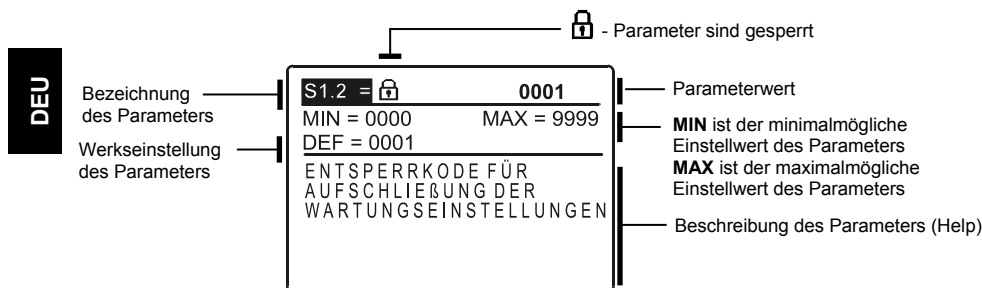 - Parameter sind gesperrt
DEU
Bezeichnung
des Parameters
Werkseinstellung
des Parameters
S1.2 = 0001
MIN = 0000 MAX = 9999
DEF = 0001
ENTSPERRKODE FÜR
AUFSCHLIEßUNG DER
WARTUNGSEINSTELLUNGEN
Parameterwert
MIN ist der minimalmögliche
Einstellwert des Parameters
MAX ist der maximalmögliche
Einstellwert des Parameters
Beschreibung des Parameters (Help)